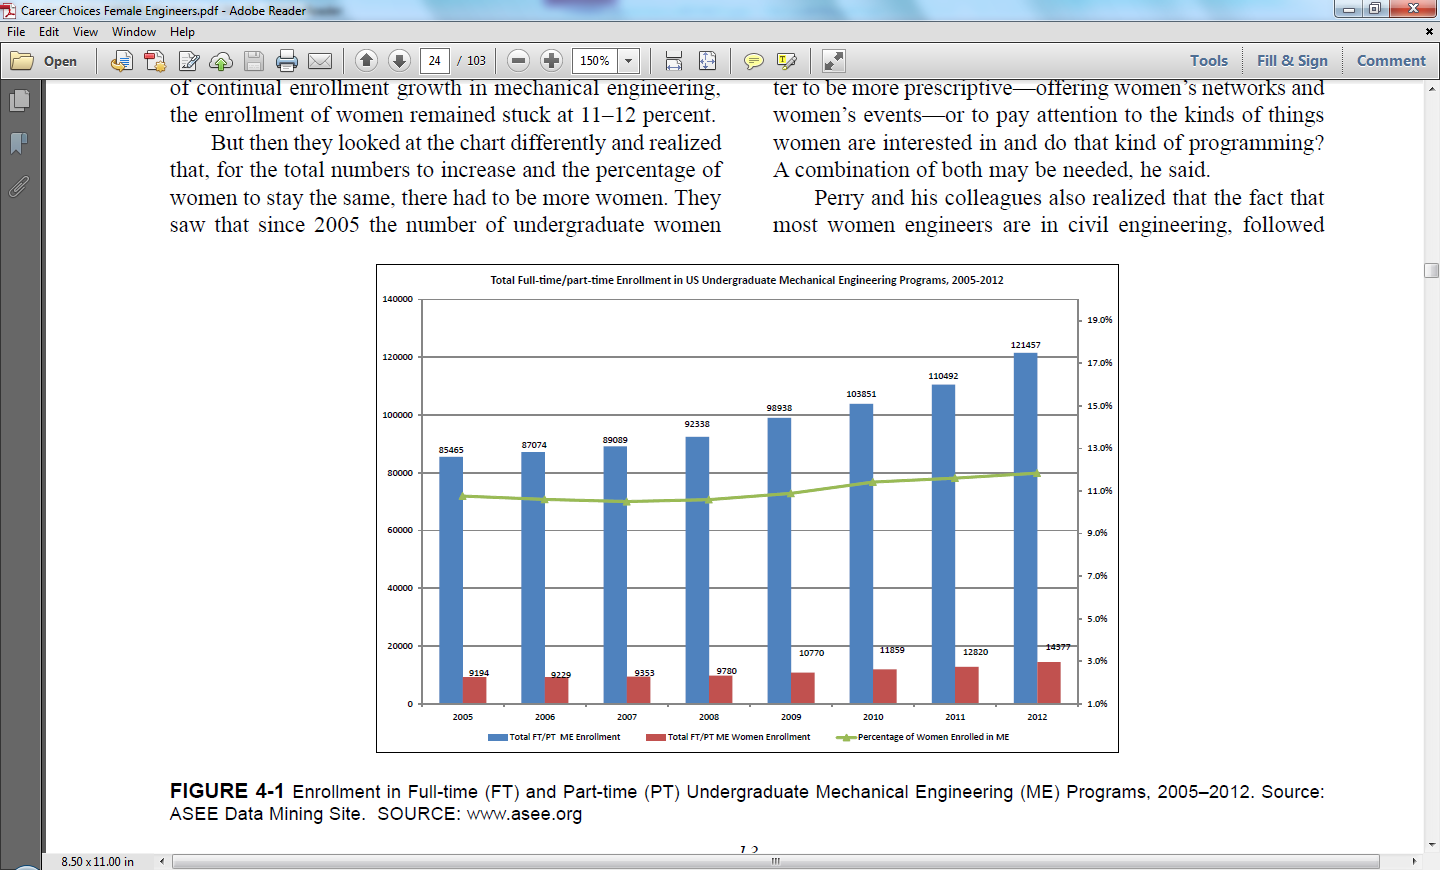 Career Choices Female Engineers.pdf - Adobe Reader
File Edit View Window Help
Open 24 / 103 150% Tools Fill & Sign Comment
of continual enrollment growth in mechanical engineering,
the enrollment of women remained stuck at 11–12 percent.
But then they looked at the chart differently and realized
that, for the total numbers to increase and the percentage of
women to stay the same, there had to be more women. They
saw that since 2005 the number of undergraduate women
ter to be more prescriptive—offering women's networks and
women's events—or to pay attention to the kinds of things
women are interested in and do that kind of programming?
A combination of both may be needed, he said.
Perry and his colleagues also realized that the fact that
most women engineers are in civil engineering, followed
Total Full-time/part-time Enrollment in US Undergraduate Mechanical Engineering Programs, 2005-2012
140000
120000
100000
80000
60000
40000
20000
0
85465
87074
89089
92338
98938
103851
110492
121457
9194
9229
9353
9780
10770
11859
12820
14377
19.0%
17.0%
15.0%
13.0%
11.0%
9.0%
7.0%
5.0%
3.0%
1.0%
2005 2006 2007 2008 2009 2010 2011 2012
Total FT/PT ME Enrollment Total FT/PT ME Women Enrollment Percentage of Women Enrolled in ME
FIGURE 4-1 Enrollment in Full-time (FT) and Part-time (PT) Undergraduate Mechanical Engineering (ME) Programs, 2005–2012. Source:
ASEE Data Mining Site. SOURCE: www.asee.org
8.50 x 11.00 in